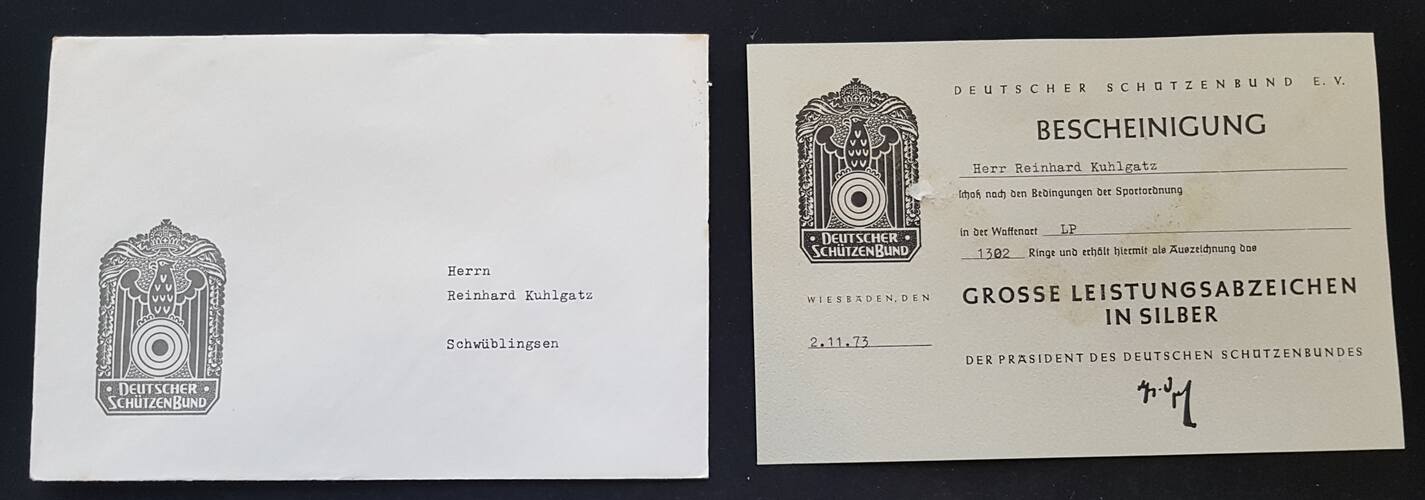 DEUTSCHER
SCHÜTZENBUND
Herrn
Reinhard Kuhlgatz
Schwüblingsen
DEUTSCHER SCHÜTZENBUND E. V.
BESCHEINIGUNG
Herr Reinhard Kuhlgatz
schoß nach den Bedingungen der Sportordnung
in der Waffenart LP
1302 Ringe und erhält hiermit als Auszeichnung das
GROSSE LEISTUNGSABZEICHEN
IN SILBER
DEUTSCHER
SCHÜTZENBUND
WIESBADEN, DEN
2.11.73
DER PRÄSIDENT DES DEUTSCHEN SCHÜTZENBUNDES